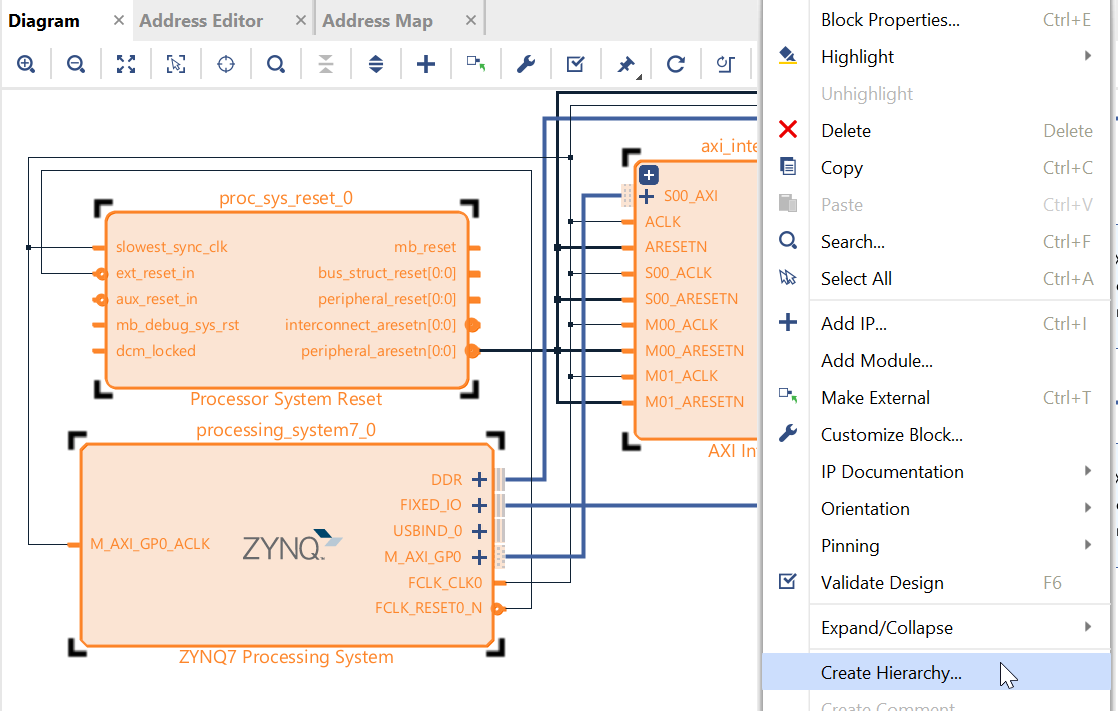 Diagram
Address Editor
Address Map
proc_sys_reset_0
slowest_sync_clk
ext_reset_in
aux_reset_in
mb_debug_sys_rst
dcm_locked
mb_reset
bus_struct_reset[0:0]
peripheral_reset[0:0]
interconnect_aresetn[0:0]
peripheral_aresetn[0:0]
Processor System Reset
processing_system7_0
M_AXI_GP0_ACLK
ZYNQ
DDR
FIXED_IO
USBIND_0
M_AXI_GP0
FCLK_CLK0
FCLK_RESET0_N
ZYNQ7 Processing System
axi_inte
S00_AXI
ACLK
ARESETN
S00_ACLK
S00_ARESETN
M00_ACLK
M00_ARESETN
M01_ACLK
M01_ARESETN
AXI In
Block Properties... Ctrl+E
Highlight
Unhighlight
Delete Delete
Copy Ctrl+C
Paste Ctrl+V
Search... Ctrl+F
Select All Ctrl+A
Add IP... Ctrl+I
Add Module...
Make External Ctrl+T
Customize Block...
IP Documentation
Orientation
Pinning
Validate Design F6
Expand/Collapse
Create Hierarchy...
Create Comment